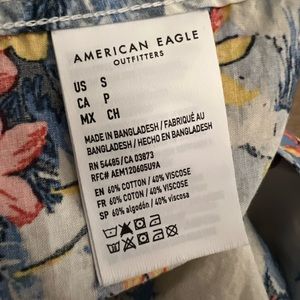 AMERICAN EAGLE
OUTFITTERS
US S
CA P
MX CH
MADE IN BANGLADESH / FABRIQUÉ AU
BANGLADESH / HECHO EN BANGLADESH
RN 54485 / CA 03873
RFC# AEM120605U9A
EN 60% COTTON / 40% VISCOSE
FR 60% COTON / 40% VISCOSE
SP 60% algodón / 40% viscosa